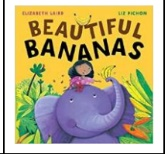 ELIZABETH LAIRD LIZ PICHON
BEAUTIFUL
BANANAS